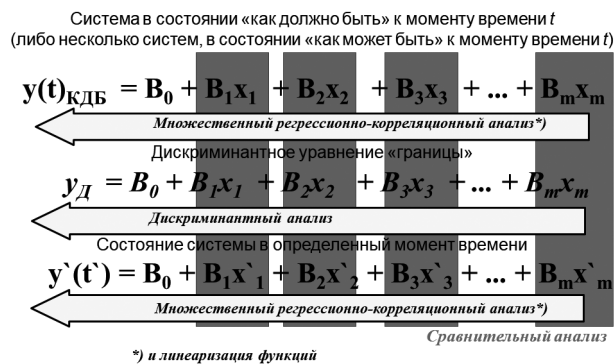 Система в состоянии «как должно быть» к моменту времени t
(либо несколько систем, в состоянии «как может быть» к моменту времени t)
y(t)КДБ = B0 + B1x1 + B2x2 + B3x3 + ... + Bmxm
Множественный регрессионно-корреляционный анализ*)
Дискриминантное уравнение «границы»
yД = B0 + B1x1 + B2x2 + B3x3 + ... + Bmxm
Дискриминантный анализ
Состояние системы в определенный момент времени
y`(t`) = B0 + B1x`1 + B2x`2 + B3x`3 + ... + Bmx`m
Множественный регрессионно-корреляционный анализ*)
Сравнительный анализ
*) и линеаризация функций